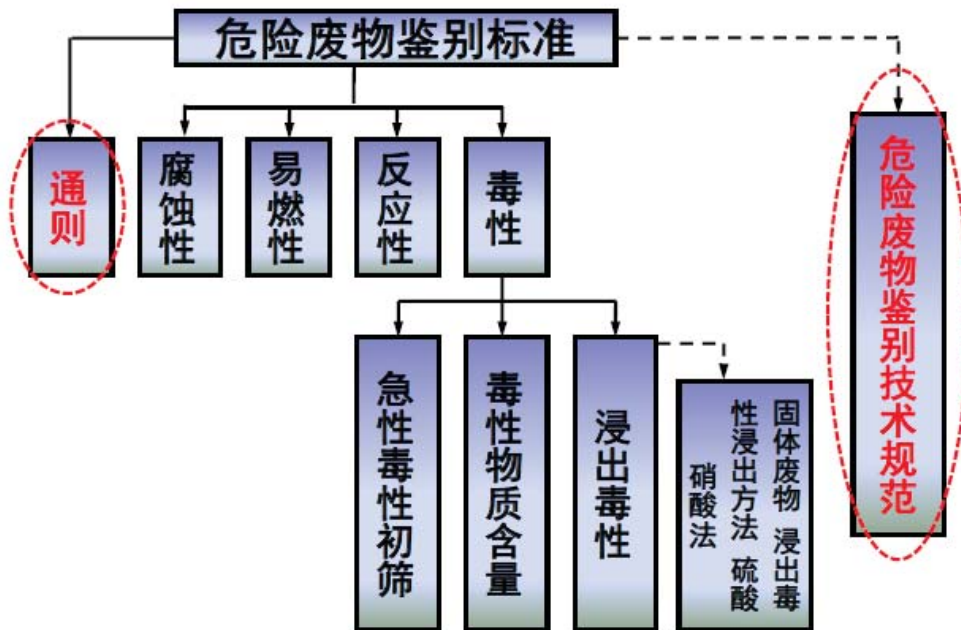 危险废物鉴别标准
通则
腐蚀性
易燃性
反应性
毒性
危险废物鉴别技术规范
急性毒性初筛
毒性物质含量
浸出毒性
固体废物 浸出毒
性浸出方法 硫酸
硝酸法